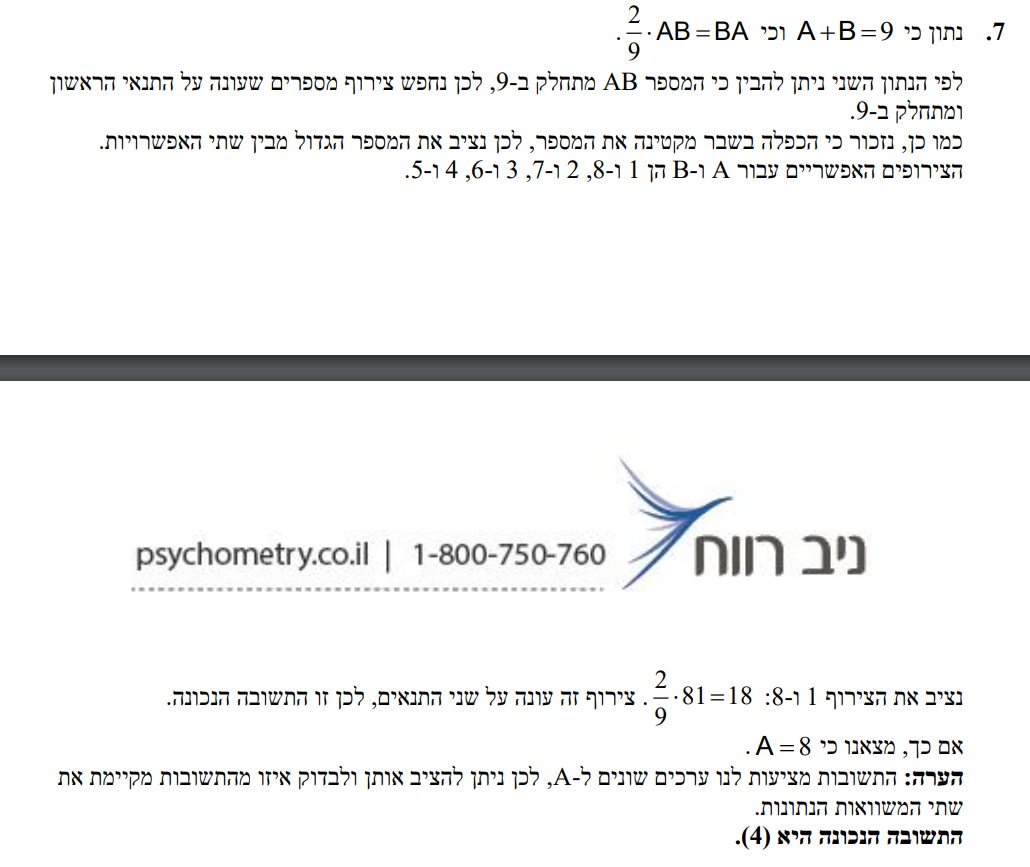 7. נתון כי A+B=9 וכי 2/9·AB=BA.
לפי הנתון השני ניתן להבין כי המספר AB מתחלק ב-9, לכן נחפש צירוף מספרים שעונה על התנאי הראשון
ומתחלק ב-9.
כמו כן, נזכור כי הכפלה בשבר מקטינה את המספר, לכן נציב את המספר הגדול מבין שתי האפשרויות.
הצירופים האפשריים עבור A ו-B הן 1 ו-8, 2 ו-7, 3 ו-6, 4 ו-5.
ניב רווח
psychometry.co.il | 1-800-750-760
נציב את הצירוף 1 ו-8: 2/9·81=18. צירוף זה עונה על שני התנאים, לכן זו התשובה הנכונה.
אם כך, מצאנו כי A=8.
הערה: התשובות מציעות לנו ערכים שונים ל-A, לכן ניתן להציב אותן ולבדוק איזו מהתשובות מקיימת את
שתי המשוואות הנתונות.
התשובה הנכונה היא (4).